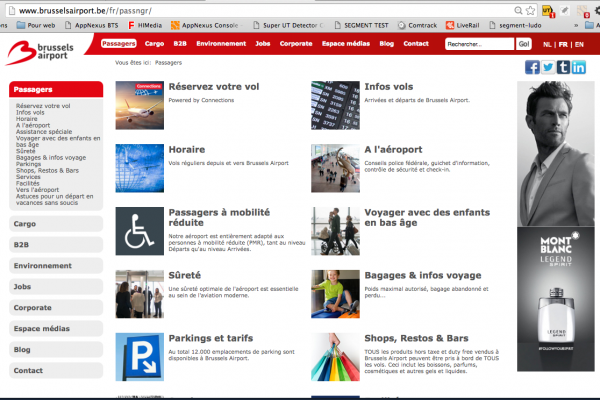 www.brusselsairport.be/fr/passngr/
Pour web
AppNexus BTS
HIMedia
AppNexus Console
Super UT Detector
SEGMENT TEST
Comtrack
LiveRail
segment-ludo
brussels
airport
Passagers Cargo B2B Environnement Jobs Corporate Espace médias Blog Contact
Rechercher... Go!
NL | FR | EN
Vous êtes ici: Passagers
Passagers
Réservez votre vol
Infos vols
Horaire
A l'aéroport
Assistance spéciale
Voyager avec des enfants en
bas âge
Sûreté
Bagages & infos voyage
Parkings
Shops, Restos & Bars
Services
Facilités
Vers l'aéroport
Astuces pour un départ en
vacances sans soucis
Cargo
B2B
Environnement
Jobs
Corporate
Espace médias
Blog
Contact
Connections
Réservez votre vol
Powered by Connections
Infos vols
Arrivées et départs de Brussels Airport.
Horaire
Vols réguliers depuis et vers Brussels Airport
A l'aéroport
Conseils police fédérale, guichet d'information,
contrôle de sécurité et check-in.
Passagers à mobilité
réduite
Notre aéroport est entièrement adapté aux
personnes à mobilité réduite (PMR), tant au niveau
Départs qu'au niveau Arrivées.
Voyager avec des enfants
en bas âge
Sûreté
Une sûreté optimale de l'aéroport est essentielle
au sein de l'aviation moderne.
Bagages & infos voyage
Poids maximal autorisé, bagage abandonné et
perdu...
Parkings et tarifs
Au total 12.000 emplacements de parking sont
disponibles à Brussels Airport.
Shops, Restos & Bars
TOUS les produits hors taxe et duty free vendus à
Brussels Airport peuvent être pris à bord de TOUS
les vols. Ceci inclut les boissons, parfums,
cosmétiques et autres gels et liquides.
MONT
BLANC
LEGEND
SPIRIT
LEGEND
SPIRIT